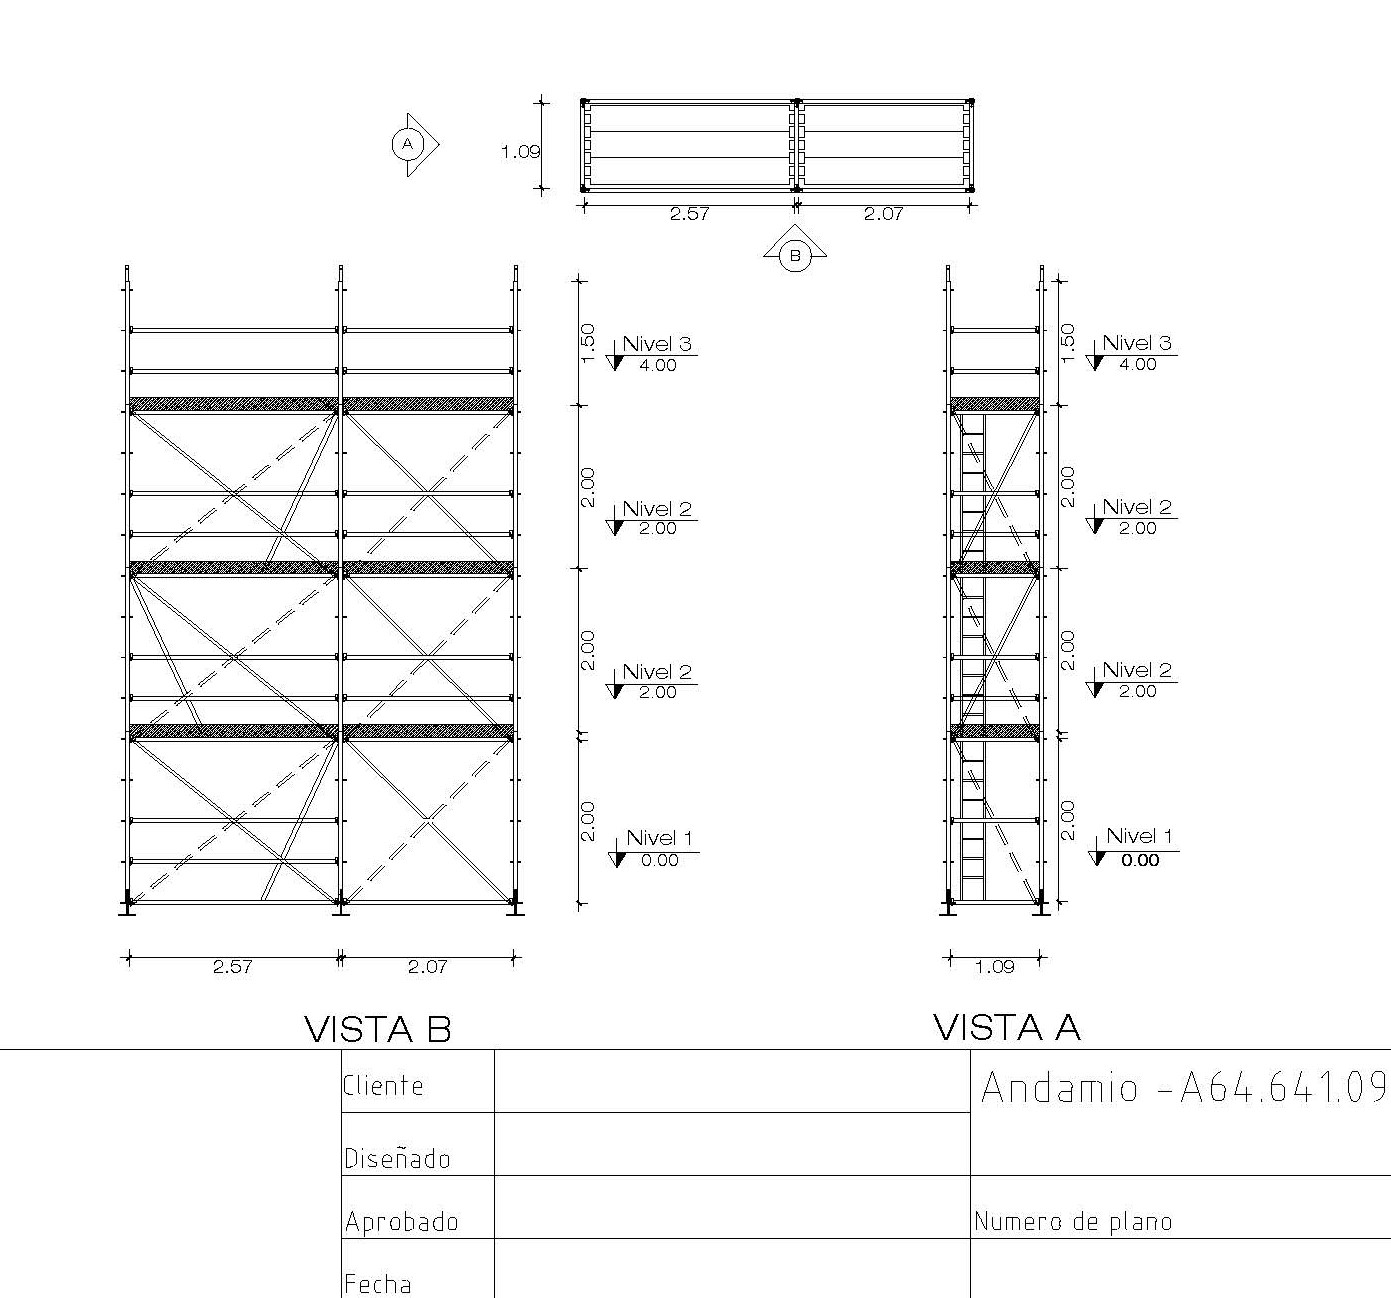 A
1.09
2.57
2.07
B
1.50
Nivel 3
4.00
2.00
Nivel 2
2.00
2.00
Nivel 2
2.00
2.00
Nivel 1
0.00
2.57
2.07
VISTA B
1.50
Nivel 3
4.00
2.00
Nivel 2
2.00
2.00
Nivel 2
2.00
2.00
Nivel 1
0.00
1.09
VISTA A
Cliente
Andamio -A64.641.09
Diseñado
Aprobado
Numero de plano
Fecha